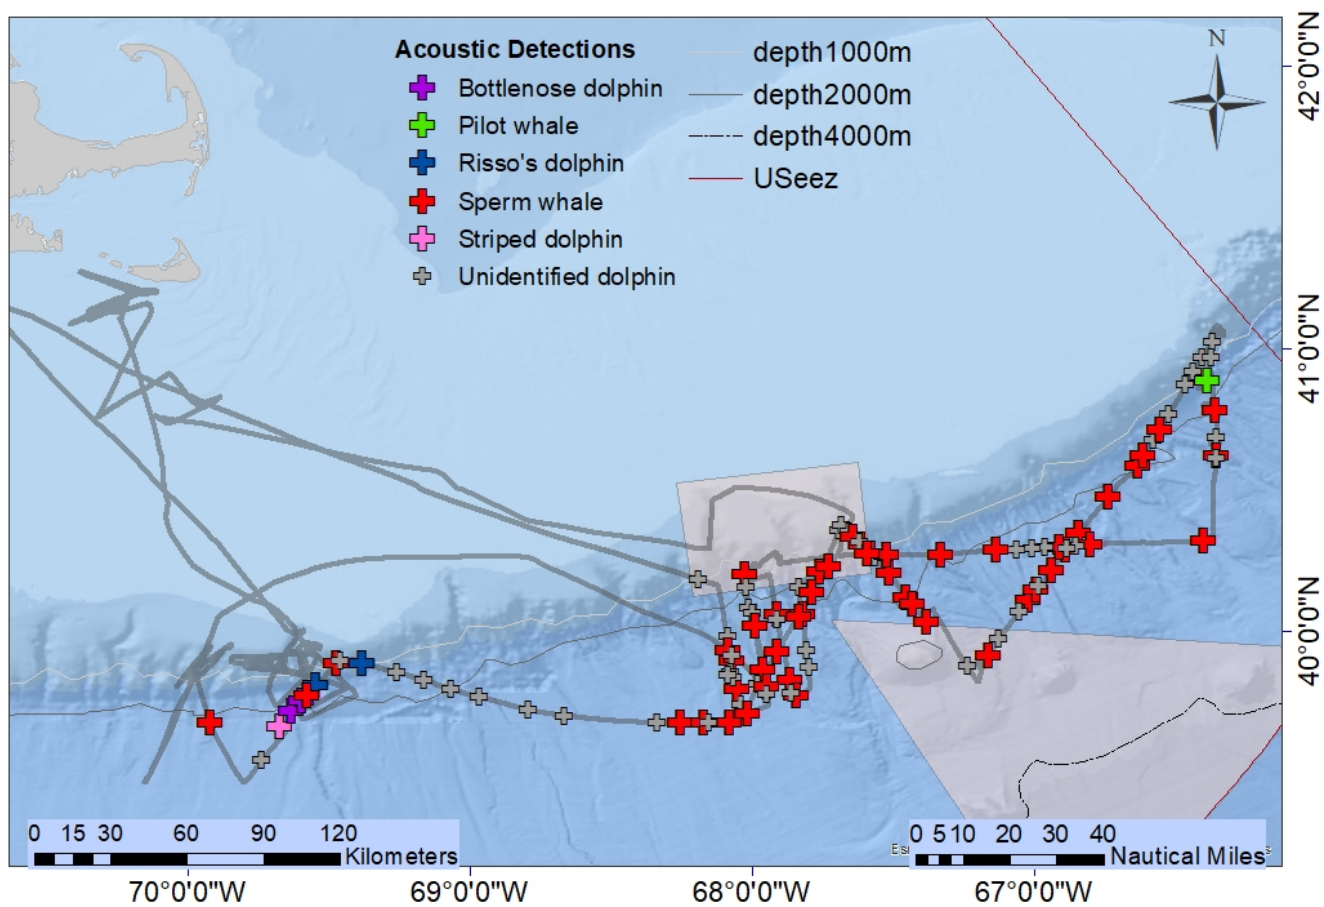 Acoustic Detections
Bottlenose dolphin
Pilot whale
Risso's dolphin
Sperm whale
Striped dolphin
Unidentified dolphin
depth1000m
depth2000m
depth4000m
USeez
N
42°0'0"N
41°0'0"N
40°0'0"N
0 15 30 60 90 120
Kilometers
0 5 10 20 30 40
Nautical Miles
70°0'0"W 69°0'0"W 68°0'0"W 67°0'0"W